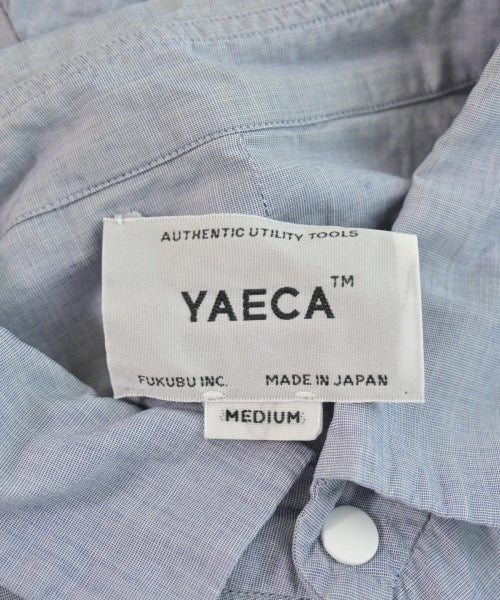 AUTHENTIC UTILITY TOOLS
YAECA™
FUKUBU INC. MADE IN JAPAN
MEDIUM